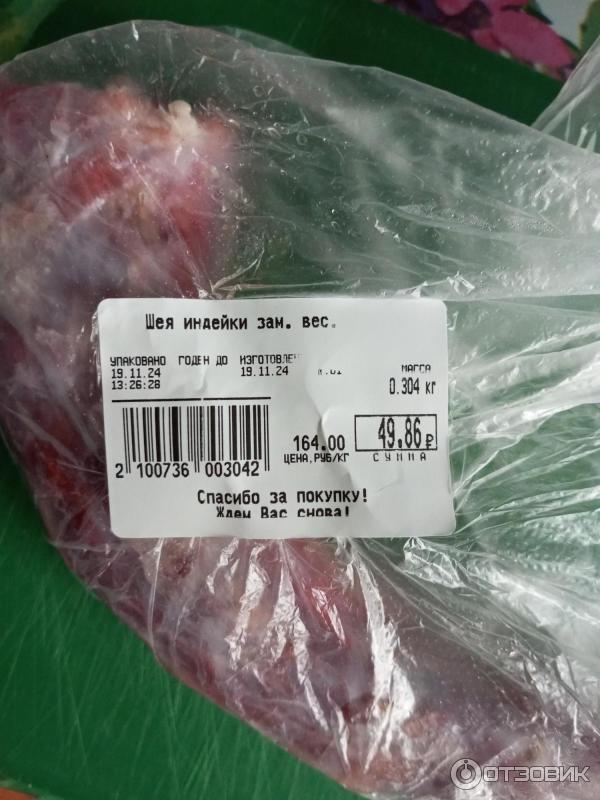 Шея индейки зам. вес.
УПАКОВАНО ГОДЕН ДО ИЗГОТОВЛЕН
19.11.24 19.11.24
13:26:28
МАССА
0.304 кг
164.00
ЦЕНА,РУБ/КГ
49.86₽
СУММА
2 100736 003042
Спасибо за покупку!
Ждем Вас снова!
ОТЗОВИК